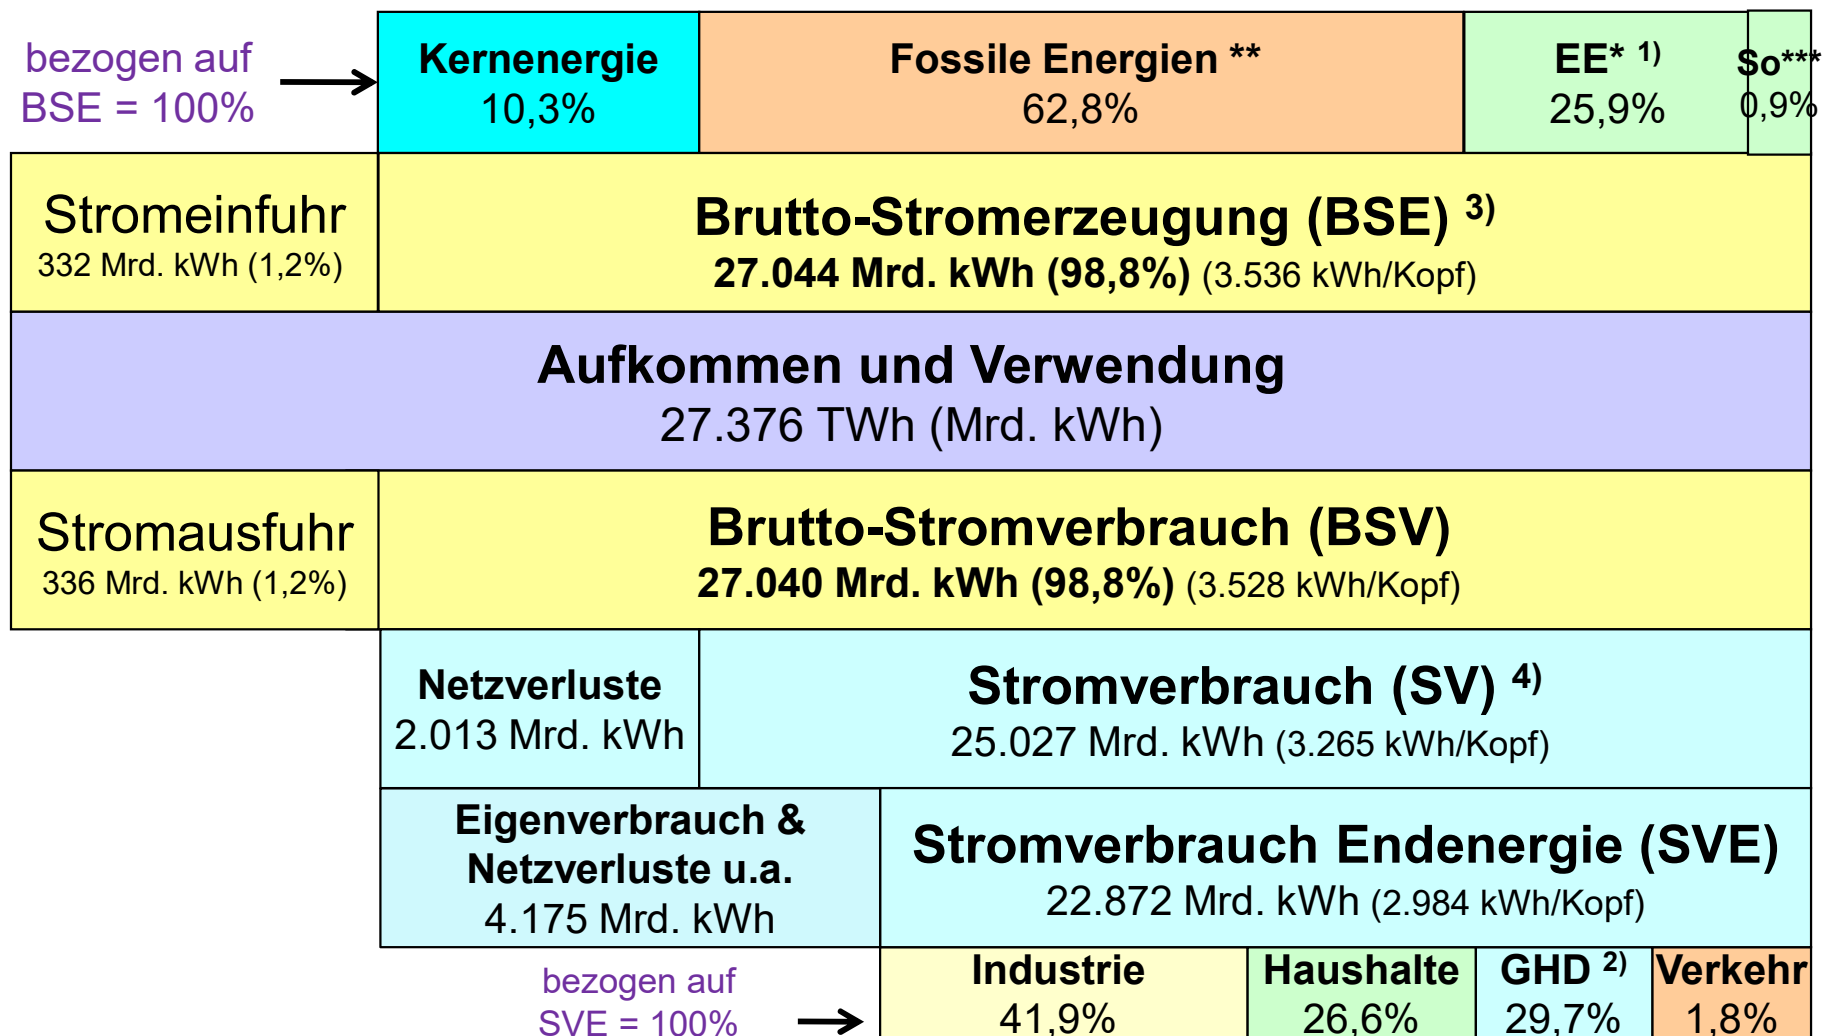 bezogen auf
BSE = 100%
Kernenergie
10,3%
Fossile Energien **
62,8%
EE* 1)
25,9%
So***
0,9%
Stromeinfuhr
332 Mrd. kWh (1,2%)
Brutto-Stromerzeugung (BSE) 3)
27.044 Mrd. kWh (98,8%) (3.536 kWh/Kopf)
Aufkommen und Verwendung
27.376 TWh (Mrd. kWh)
Stromausfuhr
336 Mrd. kWh (1,2%)
Brutto-Stromverbrauch (BSV)
27.040 Mrd. kWh (98,8%) (3.528 kWh/Kopf)
Netzverluste
2.013 Mrd. kWh
Stromverbrauch (SV) 4)
25.027 Mrd. kWh (3.265 kWh/Kopf)
Eigenverbrauch &
Netzverluste u.a.
4.175 Mrd. kWh
Stromverbrauch Endenergie (SVE)
22.872 Mrd. kWh (2.984 kWh/Kopf)
bezogen auf
SVE = 100%
Industrie
41,9%
Haushalte
26,6%
GHD 2)
29,7%
Verkehr
1,8%